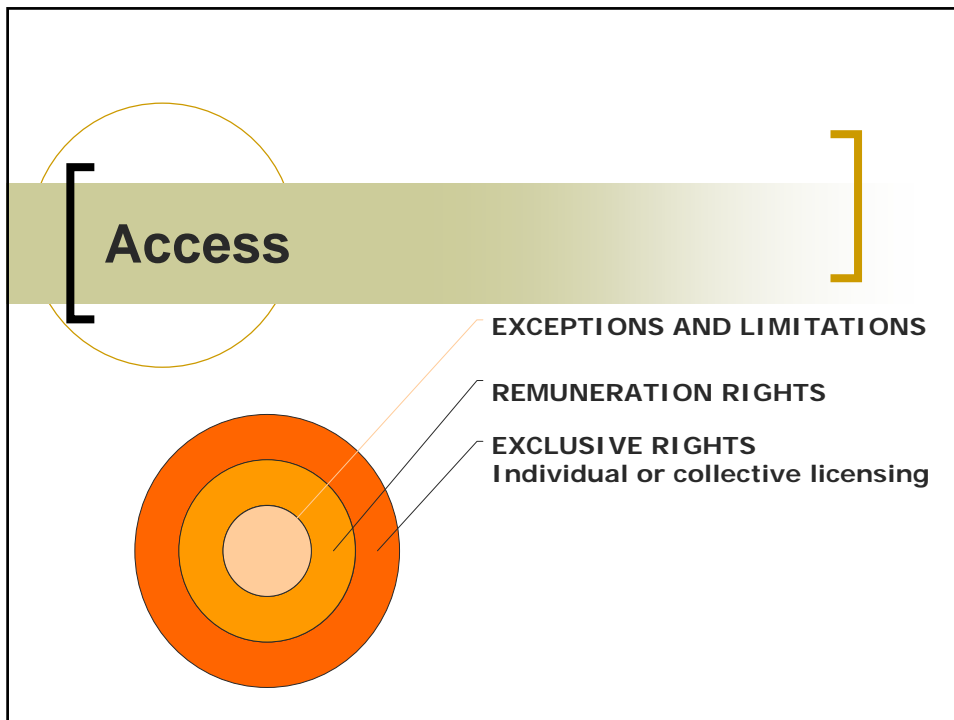 Access
EXCEPTIONS AND LIMITATIONS
REMUNERATION RIGHTS
EXCLUSIVE RIGHTS
Individual or collective licensing